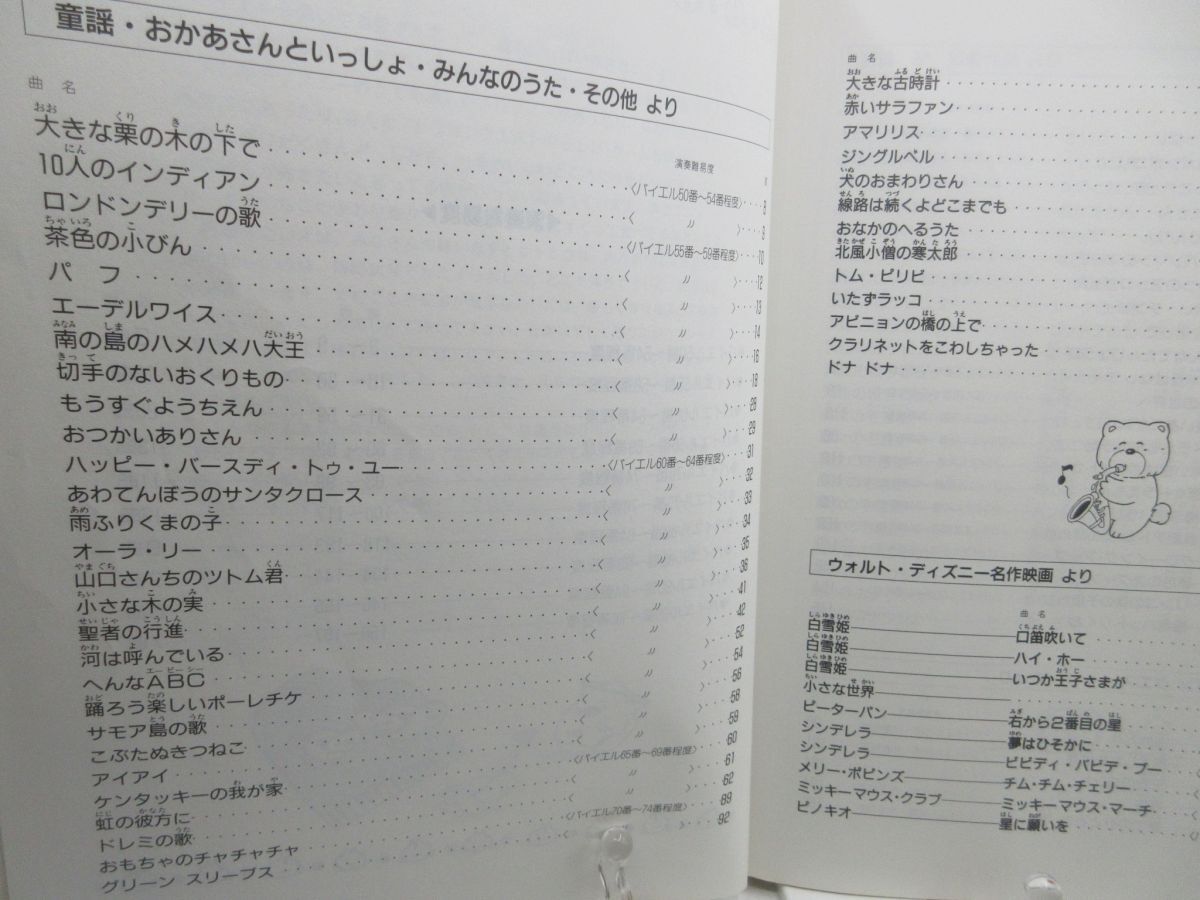 童謡・おかあさんといっしょ・みんなのうた・その他 より
曲 名
演奏難易度
大きな栗の木の下で 〈バイエル50番～54番程度〉 8
10人のインディアン 〈 〃 〉 9
ロンドンデリーの歌 〈バイエル55番～59番程度〉 10
茶色の小びん 〈 〃 〉 12
パ フ 〈 〃 〉 13
エーデルワイス 〈 〃 〉 14
南の島のハメハメハ大王 〈 〃 〉 16
切手のないおくりもの 〈 〃 〉 18
もうすぐようちえん 〈 〃 〉 28
おつかいありさん 〈 〃 〉 29
ハッピー・バースディ・トゥ・ユー 〈バイエル60番～64番程度〉 31
あわてんぼうのサンタクロース 〈 〃 〉 32
雨ふりくまの子 〈 〃 〉 33
オーラ・リー 〈 〃 〉 34
山口さんちのツトム君 〈 〃 〉 35
小さな木の実 〈 〃 〉 36
聖者の行進 〈 〃 〉 41
河は呼んでいる 〈 〃 〉 42
へんなABC 〈 〃 〉 52
踊ろう楽しいポーレチケ 〈 〃 〉 54
サモア島の歌 〈 〃 〉 56
こぶたぬきつねこ 〈 〃 〉 58
アイアイ 〈 〃 〉 59
ケンタッキーの我が家 〈バイエル65番～69番程度〉 60
虹の彼方に 〈 〃 〉 61
ドレミの歌 〈 〃 〉 62
おもちゃのチャチャチャ 〈バイエル70番～74番程度〉 89
グリーン スリーブス 〈 〃 〉 92
曲 名
大きな古時計
赤いサラファン
アマリリス
ジングルベル
犬のおまわりさん
線路は続くよどこまでも
おなかのへるうた
北風小僧の寒太郎
トム・ピリビ
いたずラッコ
アビニョンの橋の上で
クラリネットをこわしちゃった
ドナ ドナ
ウォルト・ディズニー名作映画 より
曲 名
白雪姫 口笛吹いて
白雪姫 ハイ・ホー
白雪姫 いつか王子さまが
小さな世界
ピーターパン 右から2番目の星
シンデレラ 夢はひそかに
シンデレラ ビビディ・バビデ・ブー
メリー・ポピンズ チム・チム・チェリー
ミッキーマウス・クラブ ミッキーマウス・マーチ
ピノキオ 星に願いを